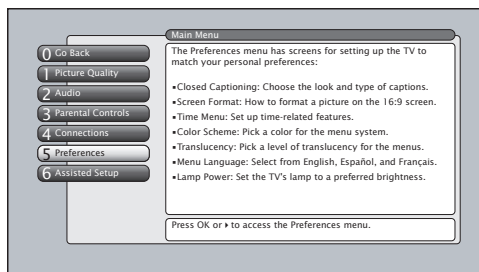 Main Menu
0 Go Back
1 Picture Quality
2 Audio
3 Parental Controls
4 Connections
5 Preferences
6 Assisted Setup
The Preferences menu has screens for setting up the TV to
match your personal preferences:
▪Closed Captioning: Choose the look and type of captions.
▪Screen Format: How to format a picture on the 16:9 screen.
▪Time Menu: Set up time-related features.
▪Color Scheme: Pick a color for the menu system.
▪Translucency: Pick a level of translucency for the menus.
▪Menu Language: Select from English, Español, and Français.
▪Lamp Power: Set the TV's lamp to a preferred brightness.
Press OK or ▸ to access the Preferences menu.